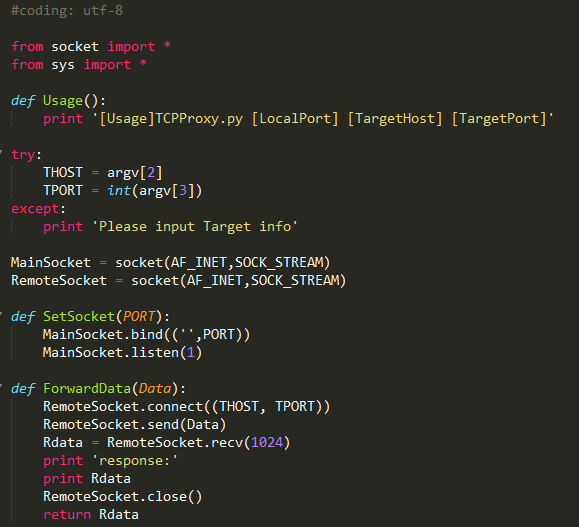 #coding: utf-8
from socket import *
from sys import *
def Usage():
print '[Usage]TCPProxy.py [LocalPort] [TargetHost] [TargetPort]'
try:
THOST = argv[2]
TPORT = int(argv[3])
except:
print 'Please input Target info'
MainSocket = socket(AF_INET,SOCK_STREAM)
RemoteSocket = socket(AF_INET,SOCK_STREAM)
def SetSocket(PORT):
MainSocket.bind(('',PORT))
MainSocket.listen(1)
def ForwardData(Data):
RemoteSocket.connect((THOST, TPORT))
RemoteSocket.send(Data)
Rdata = RemoteSocket.recv(1024)
print 'response:'
print Rdata
RemoteSocket.close()
return Rdata